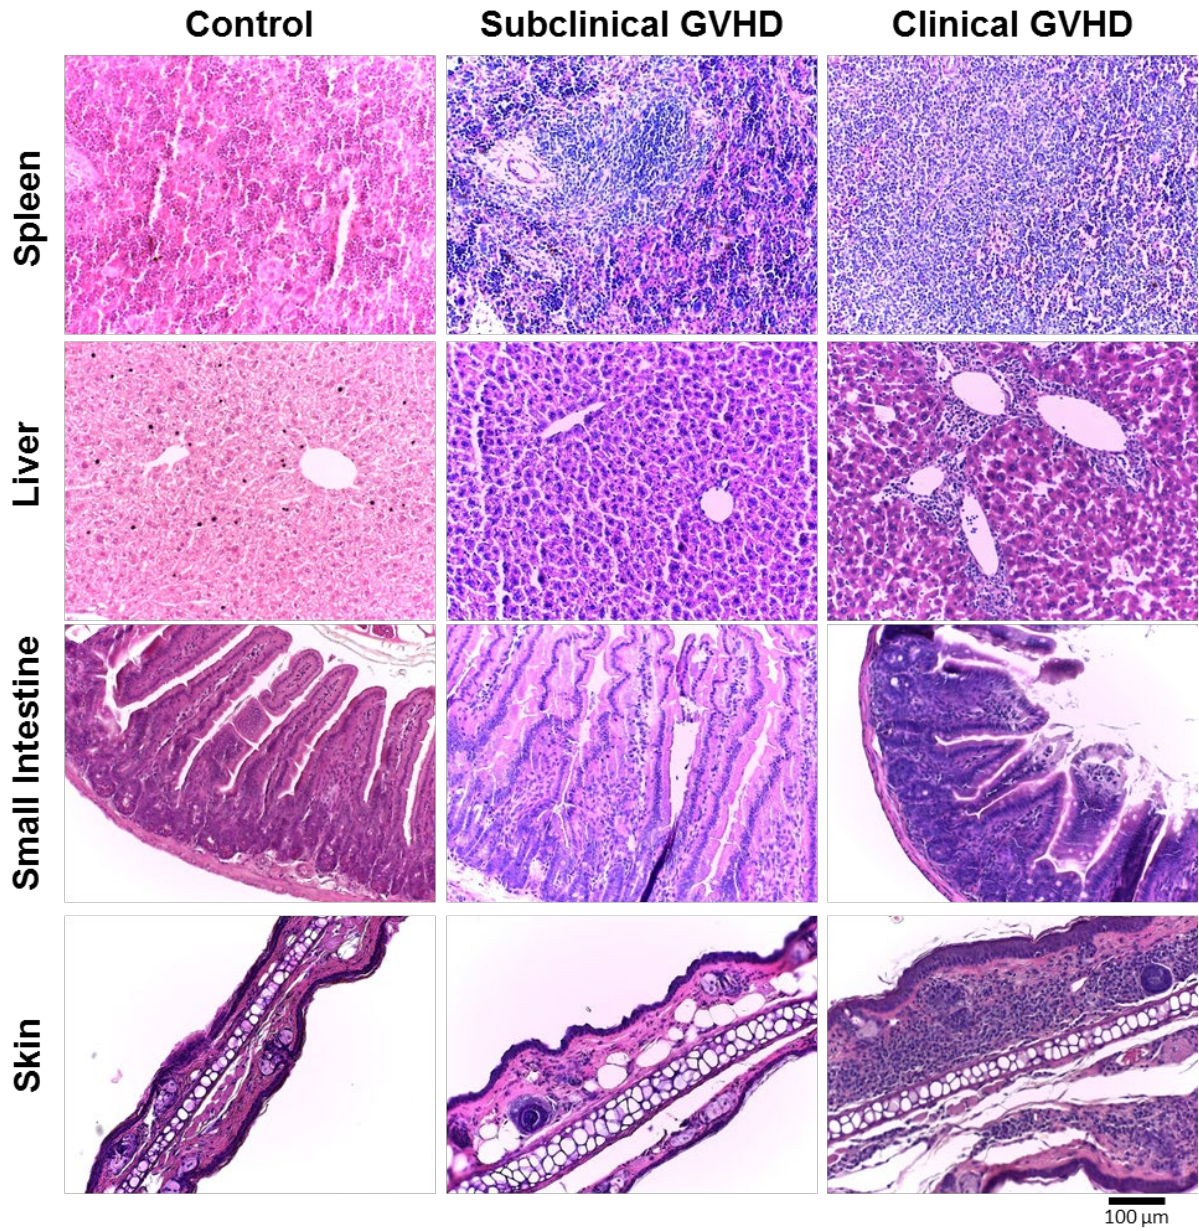 Control Subclinical GVHD Clinical GVHD
Spleen
Liver
Small Intestine
Skin
100 µm